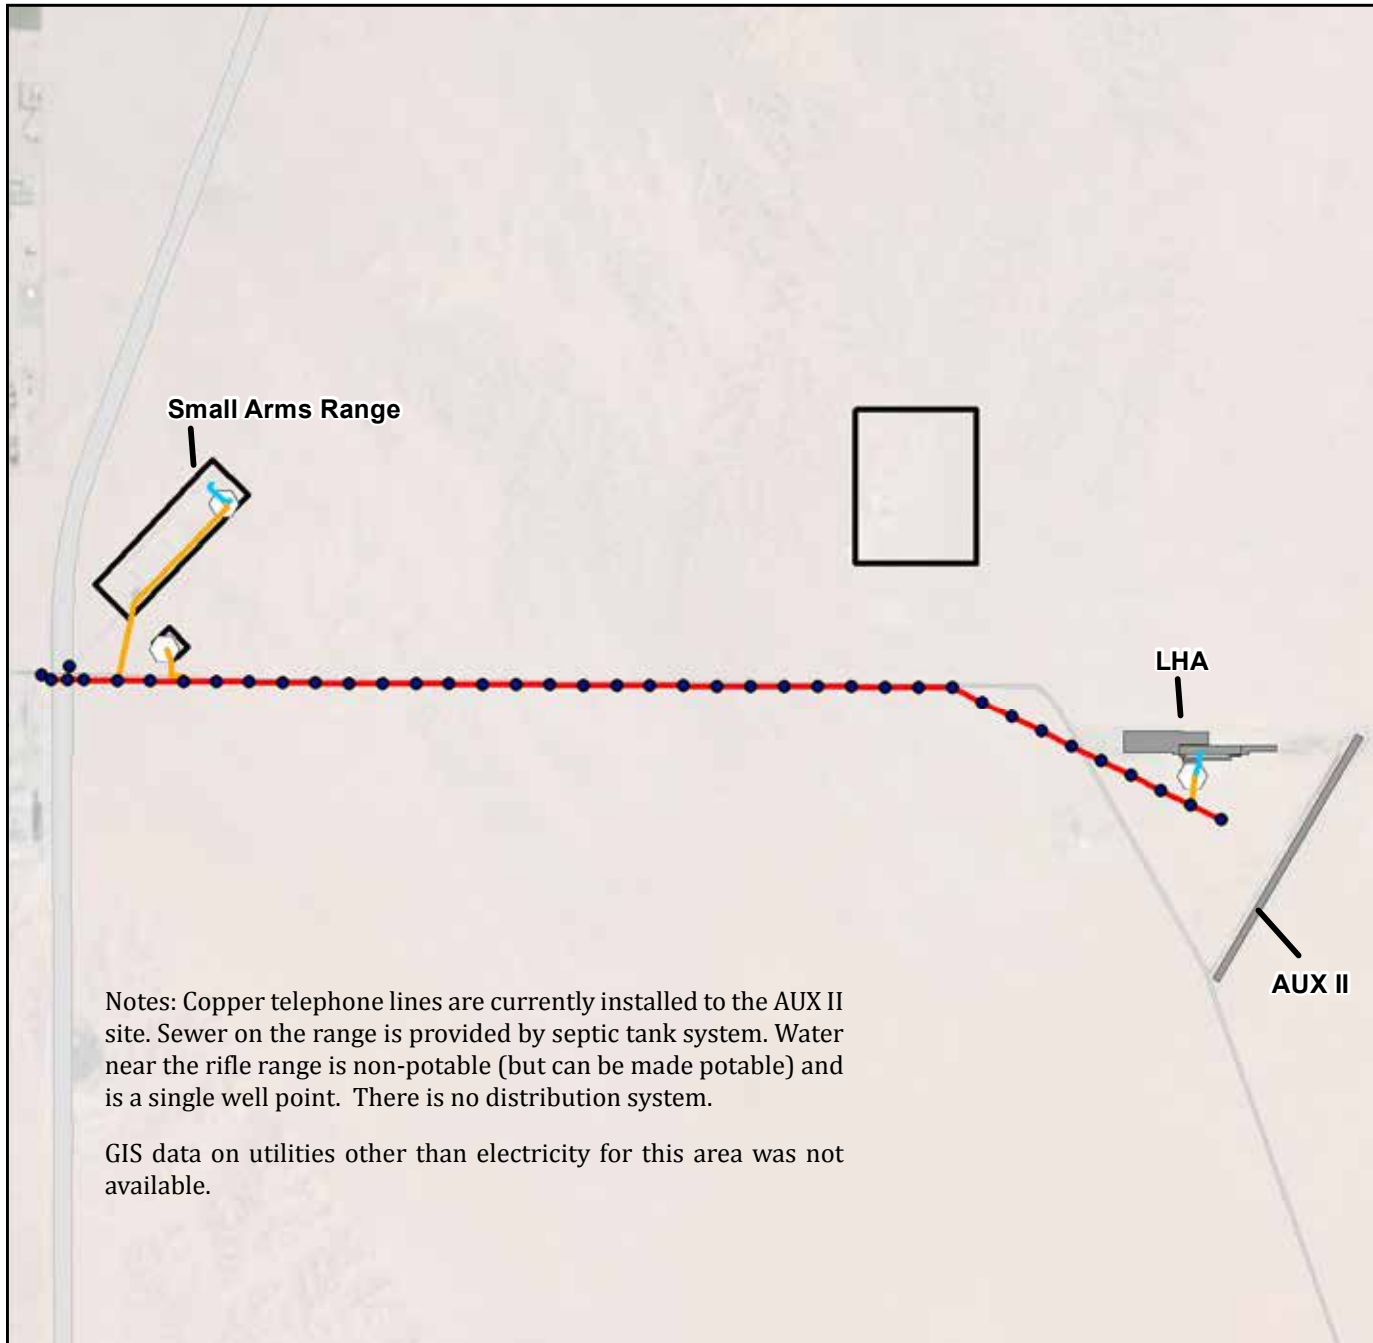 Small Arms Range
LHA
AUX II
Notes: Copper telephone lines are currently installed to the AUX II
site. Sewer on the range is provided by septic tank system. Water
near the rifle range is non-potable (but can be made potable) and
is a single well point.  There is no distribution system.
GIS data on utilities other than electricity for this area was not
available.